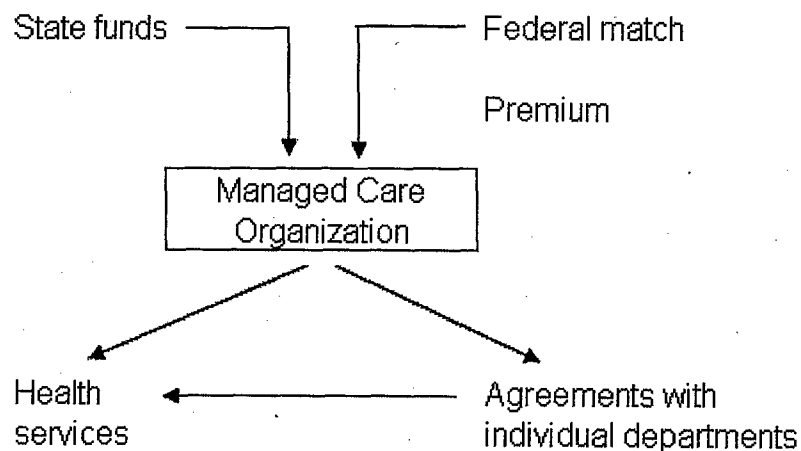 State funds
Federal match
Premium
Managed Care
Organization
Health
services
Agreements with
individual departments